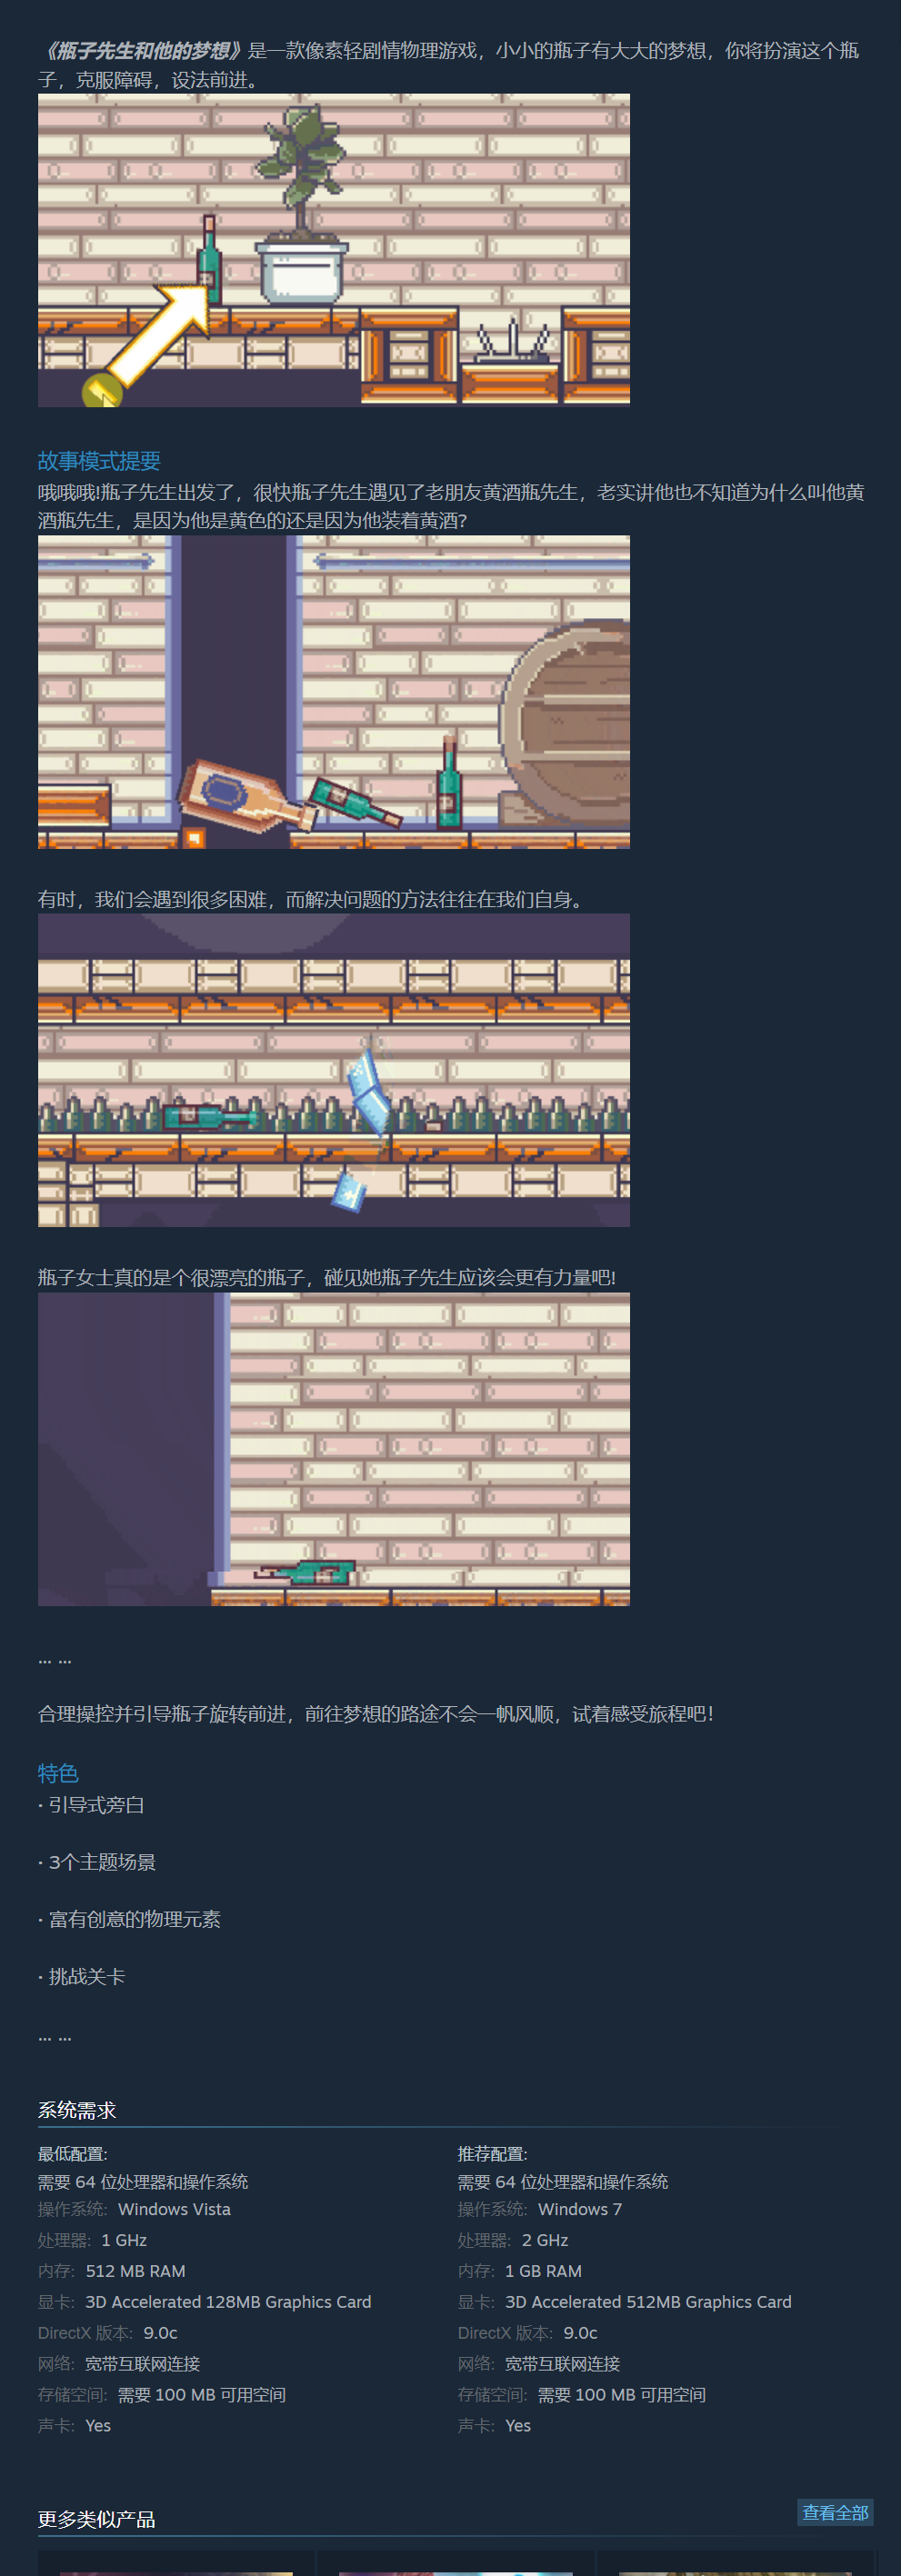 《瓶子先生和他的梦想》是一款像素轻剧情物理游戏，小小的瓶子有大大的梦想，你将扮演这个瓶
子，克服障碍，设法前进。
故事模式提要
哦哦哦!瓶子先生出发了，很快瓶子先生遇见了老朋友黄酒瓶先生，老实讲他也不知道为什么叫他黄
酒瓶先生，是因为他是黄色的还是因为他装着黄酒?
有时，我们会遇到很多困难，而解决问题的方法往往在我们自身。
瓶子女士真的是个很漂亮的瓶子，碰见她瓶子先生应该会更有力量吧!
... ...
合理操控并引导瓶子旋转前进，前往梦想的路途不会一帆风顺，试着感受旅程吧！
特色
· 引导式旁白
· 3个主题场景
· 富有创意的物理元素
· 挑战关卡
... ...
系统需求
最低配置:
需要 64 位处理器和操作系统
操作系统: Windows Vista
处理器: 1 GHz
内存: 512 MB RAM
显卡: 3D Accelerated 128MB Graphics Card
DirectX 版本: 9.0c
网络: 宽带互联网连接
存储空间: 需要 100 MB 可用空间
声卡: Yes
推荐配置:
需要 64 位处理器和操作系统
操作系统: Windows 7
处理器: 2 GHz
内存: 1 GB RAM
显卡: 3D Accelerated 512MB Graphics Card
DirectX 版本: 9.0c
网络: 宽带互联网连接
存储空间: 需要 100 MB 可用空间
声卡: Yes
更多类似产品
查看全部